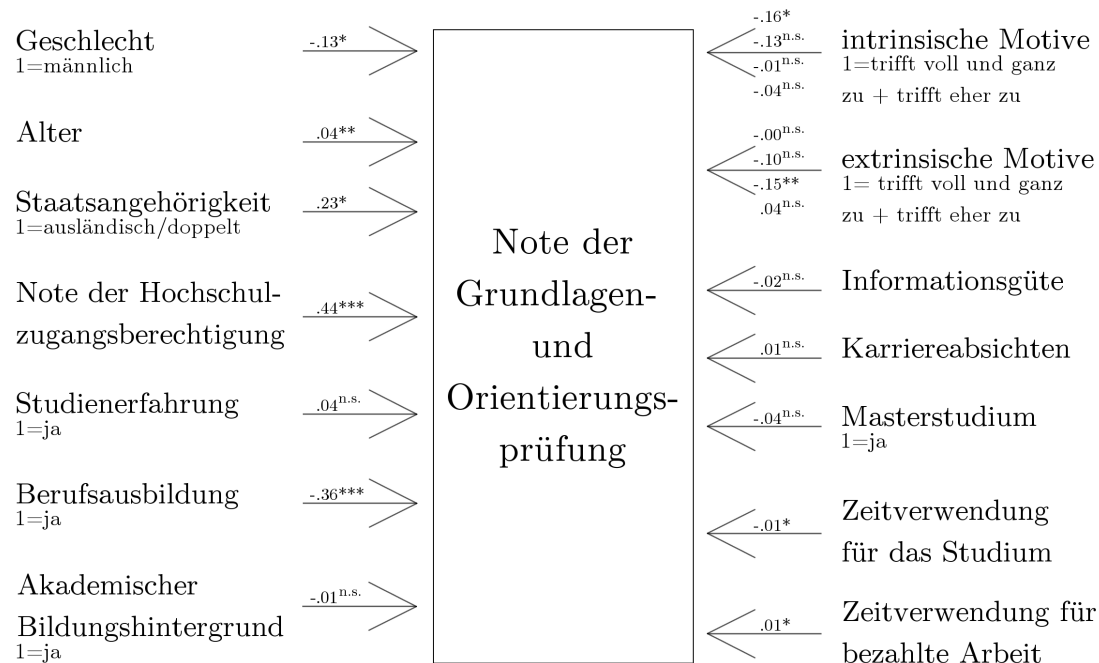 Geschlecht
1=männlich
-.13*
Alter
.04**
Staatsangehörigkeit
1=ausländisch/doppelt
.23*
Note der Hochschul-
zugangsberechtigung
.44***
Studienerfahrung
1=ja
.04n.s.
Berufsausbildung
1=ja
-.36***
Akademischer
Bildungshintergrund
1=ja
-.01n.s.
Note der
Grundlagen-
und
Orientierungs-
prüfung
-.16*
-.13n.s.
-.01n.s.
-.04n.s.
intrinsische Motive
1=trifft voll und ganz
zu + trifft eher zu
-.00n.s.
-.10n.s.
-.15**
.04n.s.
extrinsische Motive
1= trifft voll und ganz
zu + trifft eher zu
-.02n.s.
Informationsgüte
.01n.s.
Karriereabsichten
-.04n.s.
Masterstudium
1=ja
-.01*
Zeitverwendung
für das Studium
.01*
Zeitverwendung für
bezahlte Arbeit